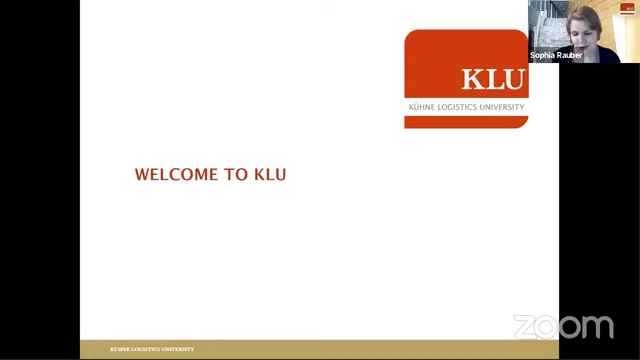 Sophia Rauber
KLU
KÜHNE LOGISTICS UNIVERSITY
WELCOME TO KLU
zoom
KÜHNE LOGISTICS UNIVERSITY